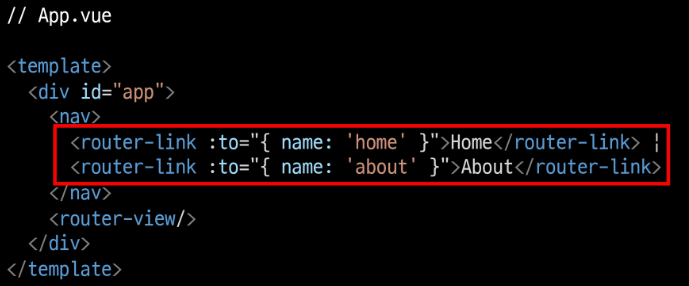 // App.vue
<template>
  <div id="app">
    <nav>
      <router-link :to="{ name: 'home' }">Home</router-link> ¦
      <router-link :to="{ name: 'about' }">About</router-link>
    </nav>
    <router-view/>
  </div>
</template>